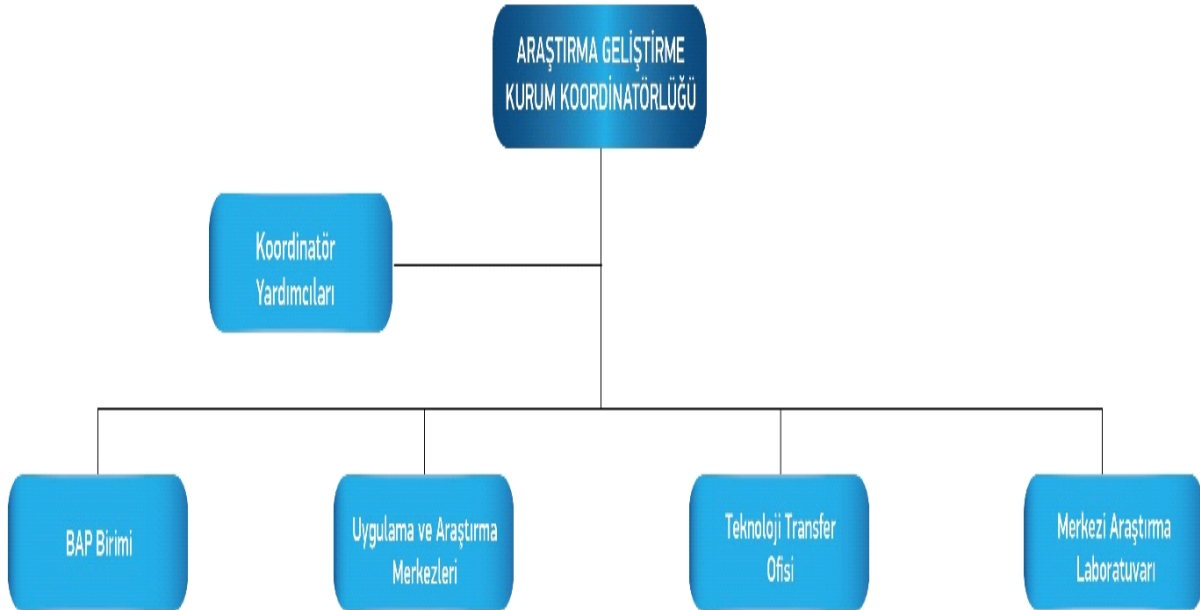 ARAŞTIRMA GELİŞTİRME
KURUM KOORDİNATÖRLÜĞÜ
Koordinatör
Yardımcıları
BAP Birimi
Uygulama ve Araştırma
Merkezleri
Teknoloji Transfer
Ofisi
Merkezi Araştırma
Laboratuvarı